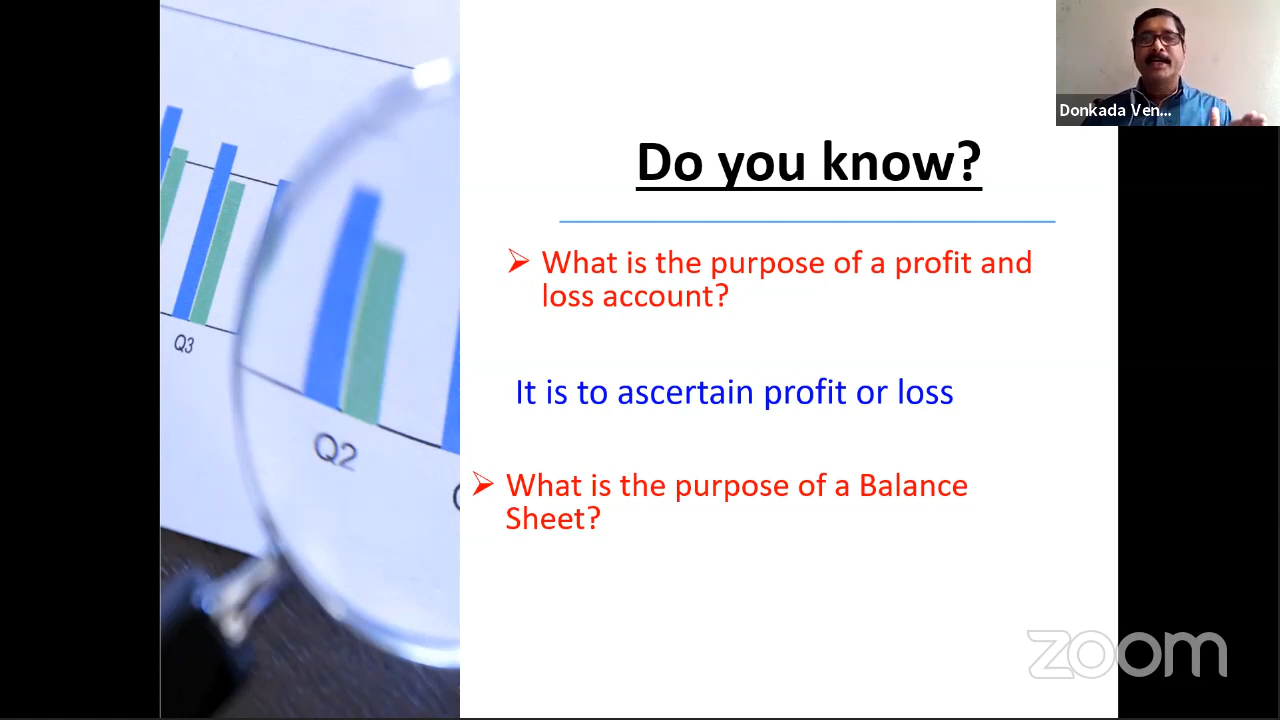 Donkada Ven...
Do you know?
➢ What is the purpose of a profit and
loss account?
It is to ascertain profit or loss
➢ What is the purpose of a Balance
Sheet?
Q3
Q2
zoom